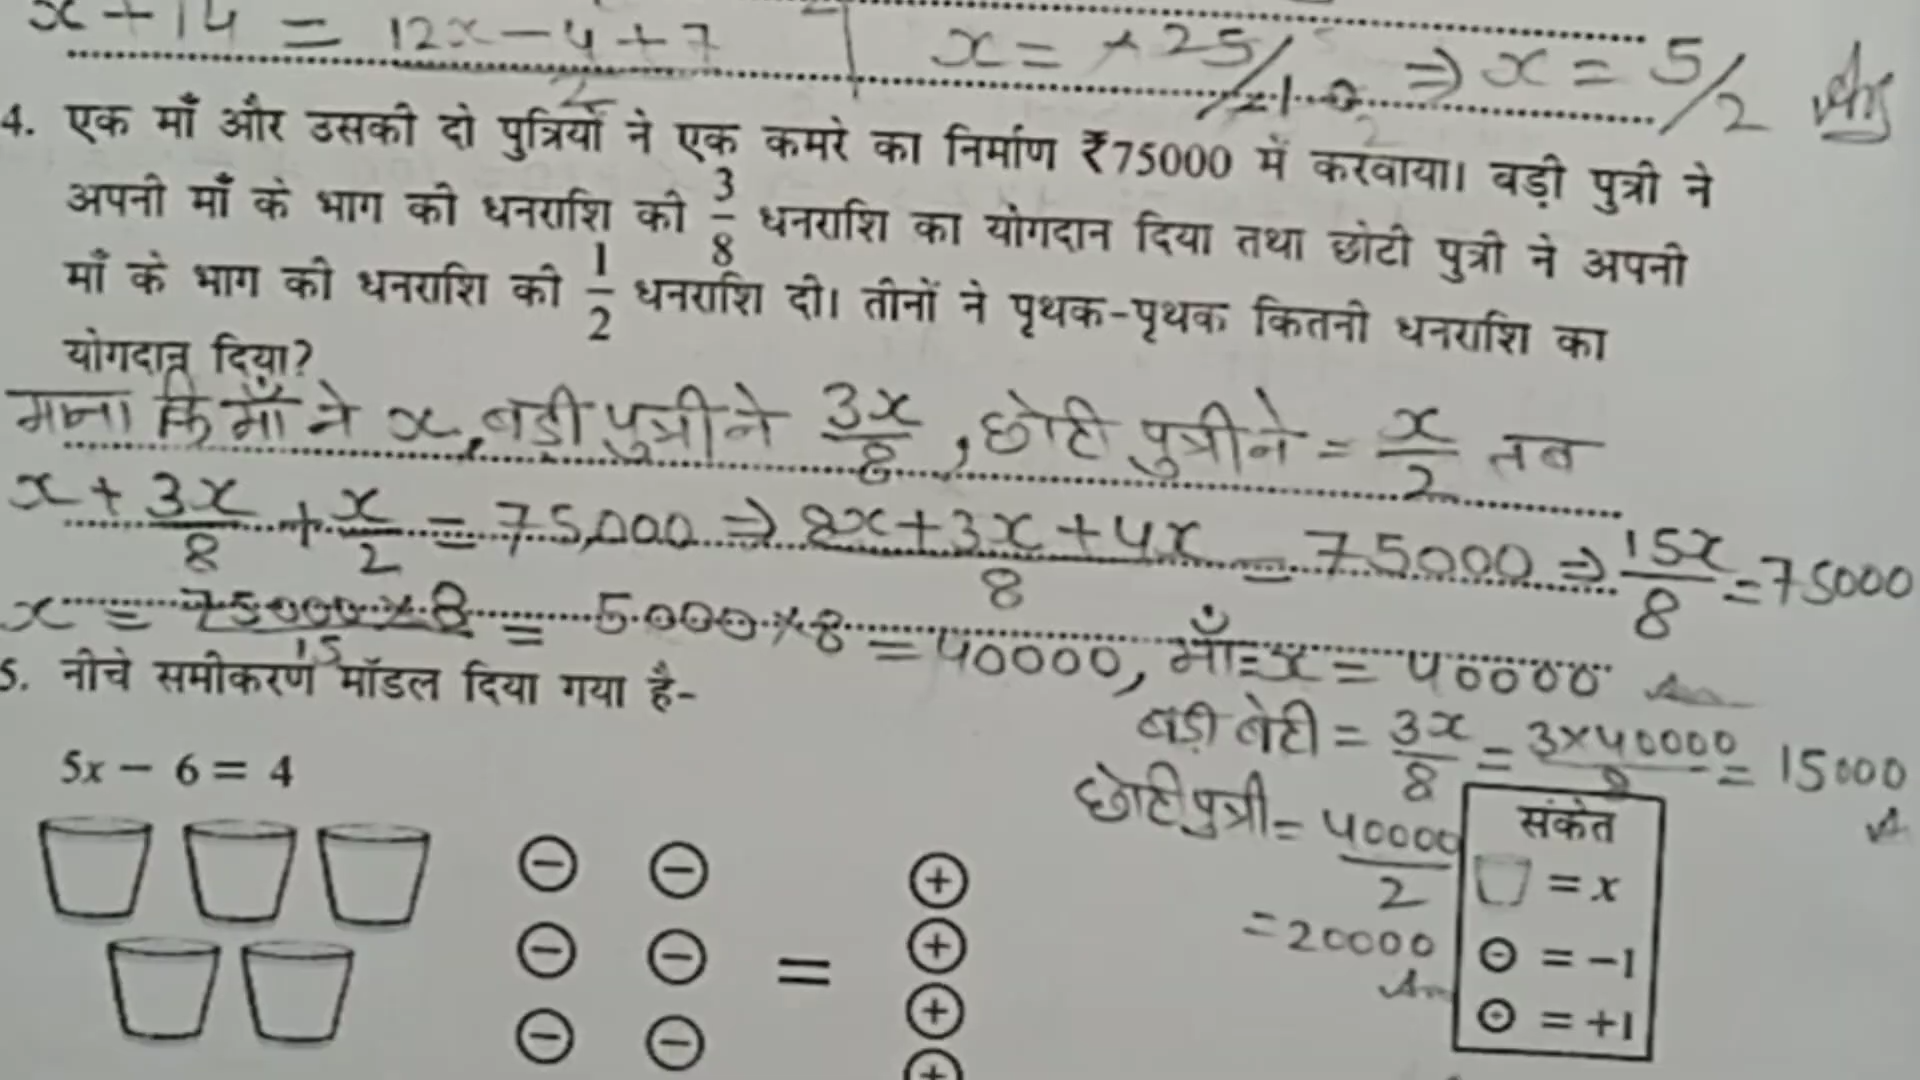 x + 14 = 12x - 4 + 7 / 2
x = + 25 / 10 ⇒ x = 5/2 Ans
4. एक माँ और उसकी दो पुत्रियों ने एक कमरे का निर्माण ₹75000 में करवाया। बड़ी पुत्री ने
अपनी माँ के भाग की धनराशि की 3/8 धनराशि का योगदान दिया तथा छोटी पुत्री ने अपनी
माँ के भाग की धनराशि की 1/2 धनराशि दी। तीनों ने पृथक-पृथक कितनी धनराशि का
योगदान दिया?
माना कि माँ ने x, बड़ी पुत्री ने 3x/8, छोटी पुत्री ने = x/2 तब
x + 3x/8 + x/2 = 75,000 ⇒ 8x+3x+4x/8 = 75000 ⇒ 15x/8 = 75000
x = 75000×8/15 = 5000×8 = 40000, माँ = x = 40000
बड़ी बेटी = 3x/8 = 3×40000/8 = 15000
छोटी पुत्री = 40000/2
= 20000
5. नीचे समीकरण मॉडल दिया गया है-
5x - 6 = 4
=
संकेत
= x
= -1
= +1